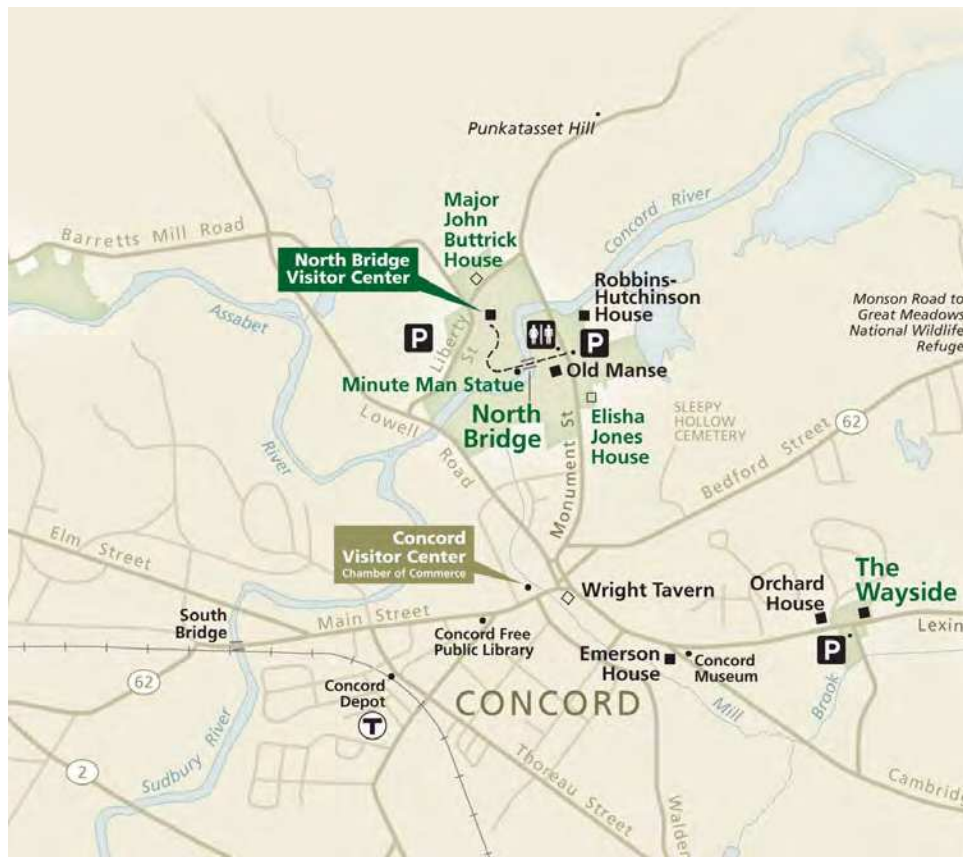 Punkatasset Hill
Concord River
Major
John
Buttrick
House
Barretts Mill Road
North Bridge
Visitor Center
Robbins-
Hutchinson
House
Monson Road to
Great Meadows
National Wildlife
Refuge
Assabet
River
P
Liberty
St
P
Minute Man Statue
Old Manse
North
Bridge
Elisha
Jones
House
SLEEPY
HOLLOW
CEMETERY
62
Lowell
Road
Monument St
Bedford Street
Elm Street
Concord
Visitor Center
Chamber of Commerce
Wright Tavern
Orchard
House
The
Wayside
Main Street
South
Bridge
Lexin
Concord Free
Public Library
P
Emerson
House
Concord
Museum
62
Concord
Depot
T
CONCORD
Mill
Brook
Sudbury River
2
Thoreau Street
Walden
Cambridg